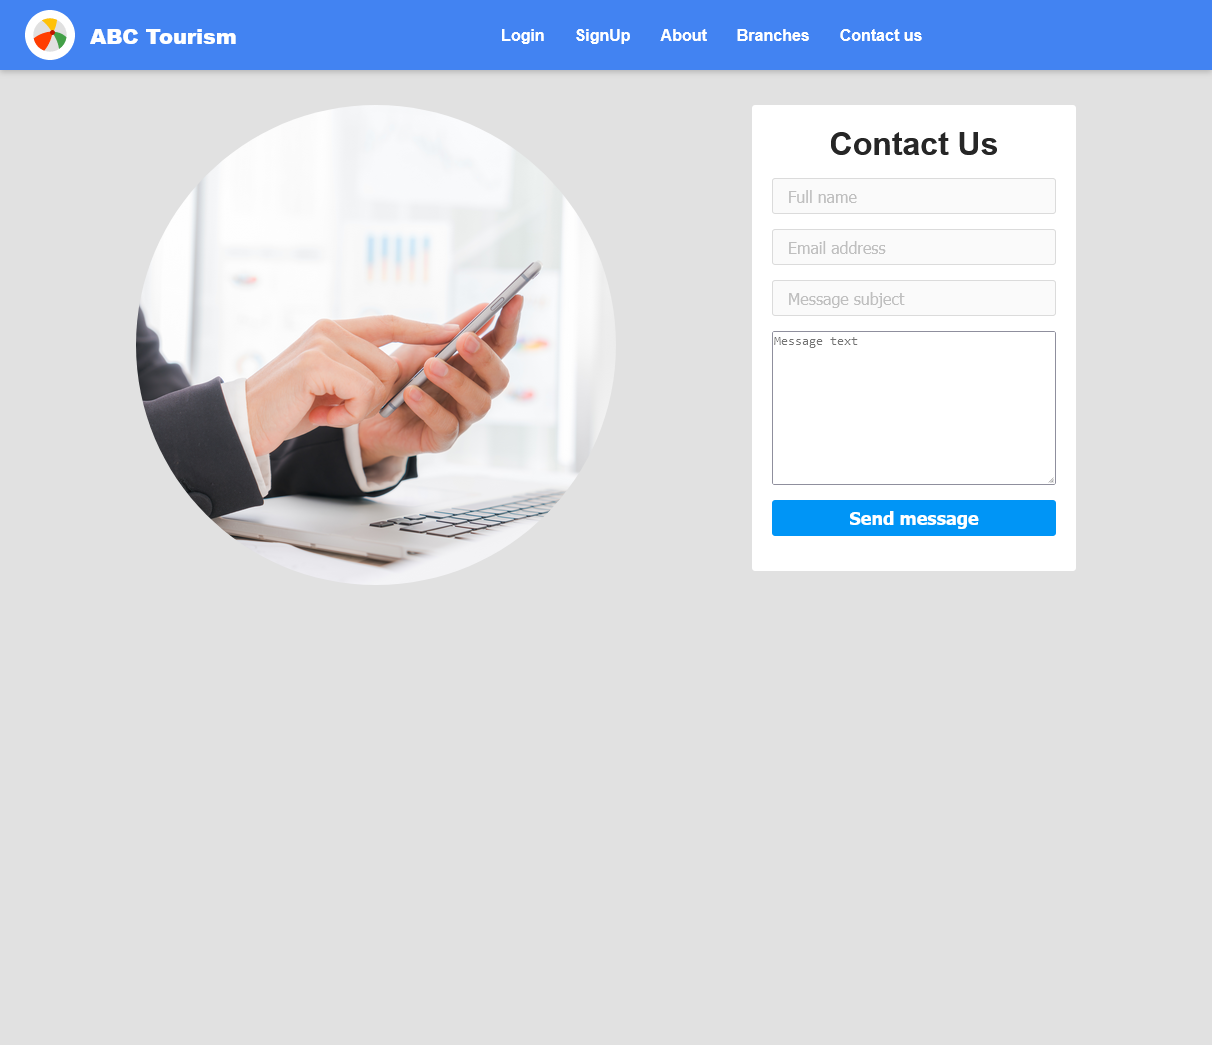 ABC Tourism
Login SignUp About Branches Contact us
Contact Us
Full name
Email address
Message subject
Message text
Send message